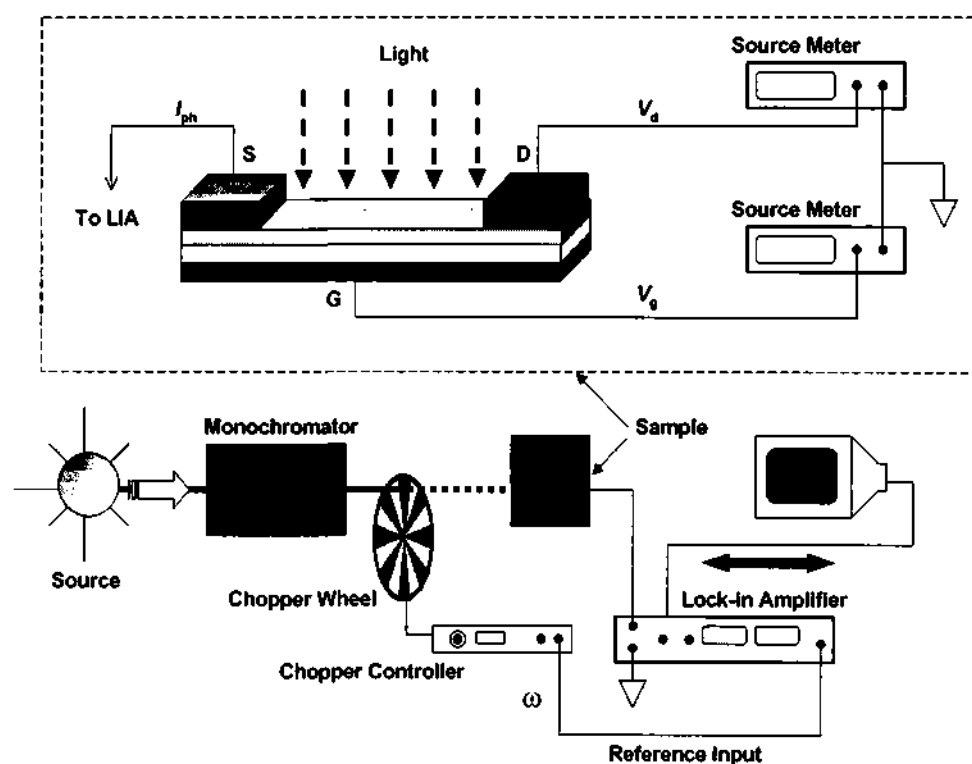 Light
Source Meter
I_ph
S
D
V_d
To LIA
Source Meter
G
V_g
Monochromator
Sample
Source
Chopper Wheel
Lock-in Amplifier
Chopper Controller
ω
Reference Input